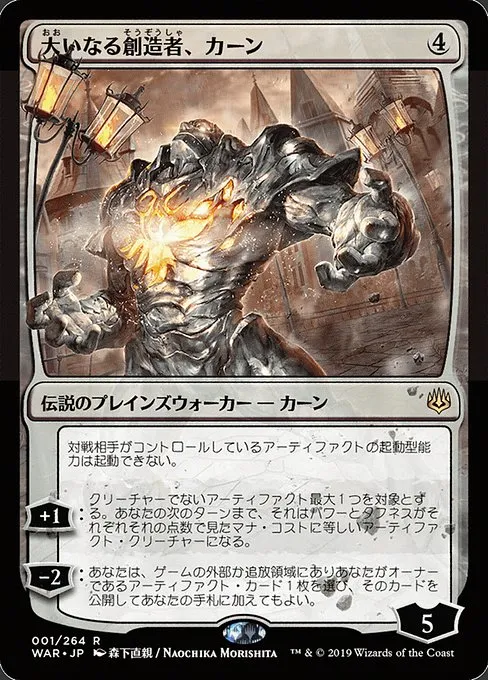 大いなる創造者、カーン 4
おお そうぞうしゃ
伝説のプレインズウォーカー — カーン
対戦相手がコントロールしているアーティファクトの起動型能
力は起動できない。
+1 : クリーチャーでないアーティファクト最大1つを対象とす
る。あなたの次のターンまで、それはパワーとタフネスがそ
れぞれそれの点数で見たマナ・コストに等しいアーティファ
クト・クリーチャーになる。
-2 : あなたは、ゲームの外部か追放領域にありあなたがオーナー
であるアーティファクト・カード1枚を選び、そのカードを
公開してあなたの手札に加えてもよい。
5
001/264 R
WAR • JP 森下直親 / NAOCHIKA MORISHITA
™ & © 2019 Wizards of the Coast